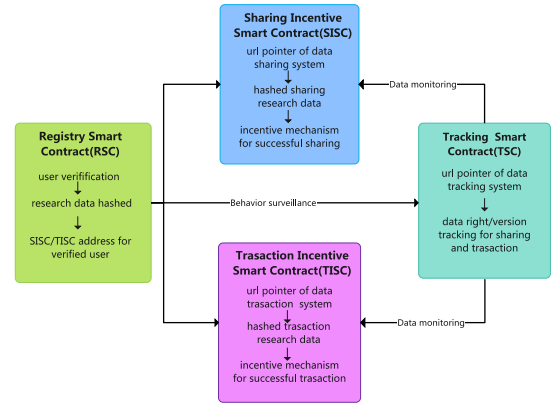 Sharing Incentive
Smart Contract(SISC)
url pointer of data
sharing system
hashed sharing
research data
incentive mechanism
for successful sharing
Data monitoring
Registry Smart
Contract(RSC)
user verifification
research data hashed
SISC/TISC address for
verified user
Behavior surveillance
Tracking Smart
Contract(TSC)
url pointer of data
tracking system
data right/version
tracking for sharing
and trasaction
Trasaction Incentive
Smart Contract(TISC)
url pointer of data
trasaction system
hashed trasaction
research data
incentive mechanism
for successful trasaction
Data monitoring